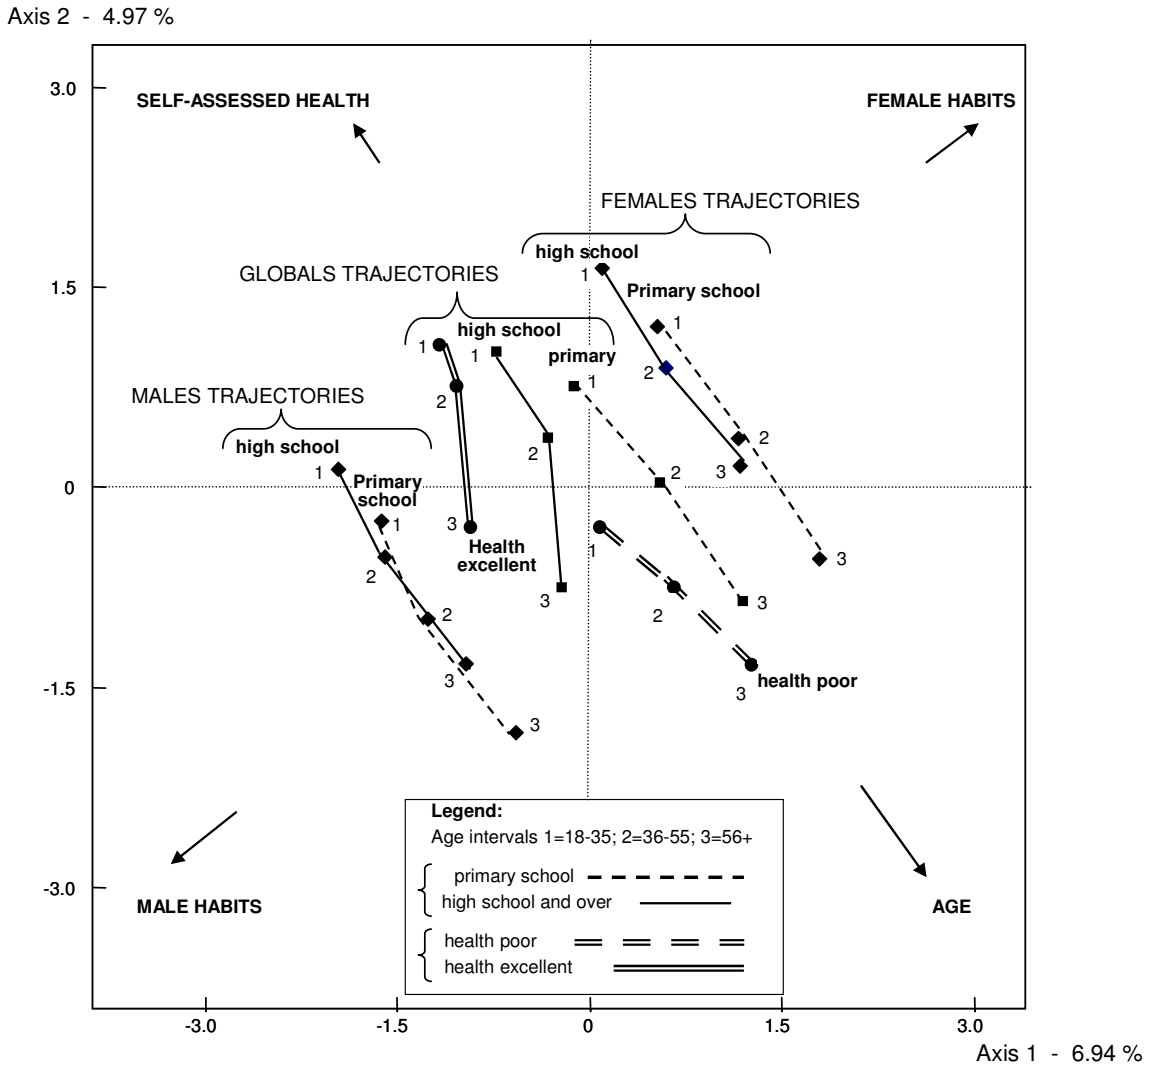 Axis 2 - 4.97 %
3.0
SELF-ASSESSED HEALTH
FEMALE HABITS
FEMALES TRAJECTORIES
high school
1
GLOBALS TRAJECTORIES
1.5
Primary school
1
high school
1
1
primary
1
2
2
MALES TRAJECTORIES
high school
2
2
1
2
3
0
Primary
school
1
3
Health
excellent
1
3
2
3
2
2
3
3
-1.5
3
health poor
3
3
Legend:
Age intervals 1=18-35; 2=36-55; 3=56+
primary school
high school and over
health poor
health excellent
-3.0
MALE HABITS
AGE
-3.0
-1.5
0
1.5
3.0
Axis 1 - 6.94 %